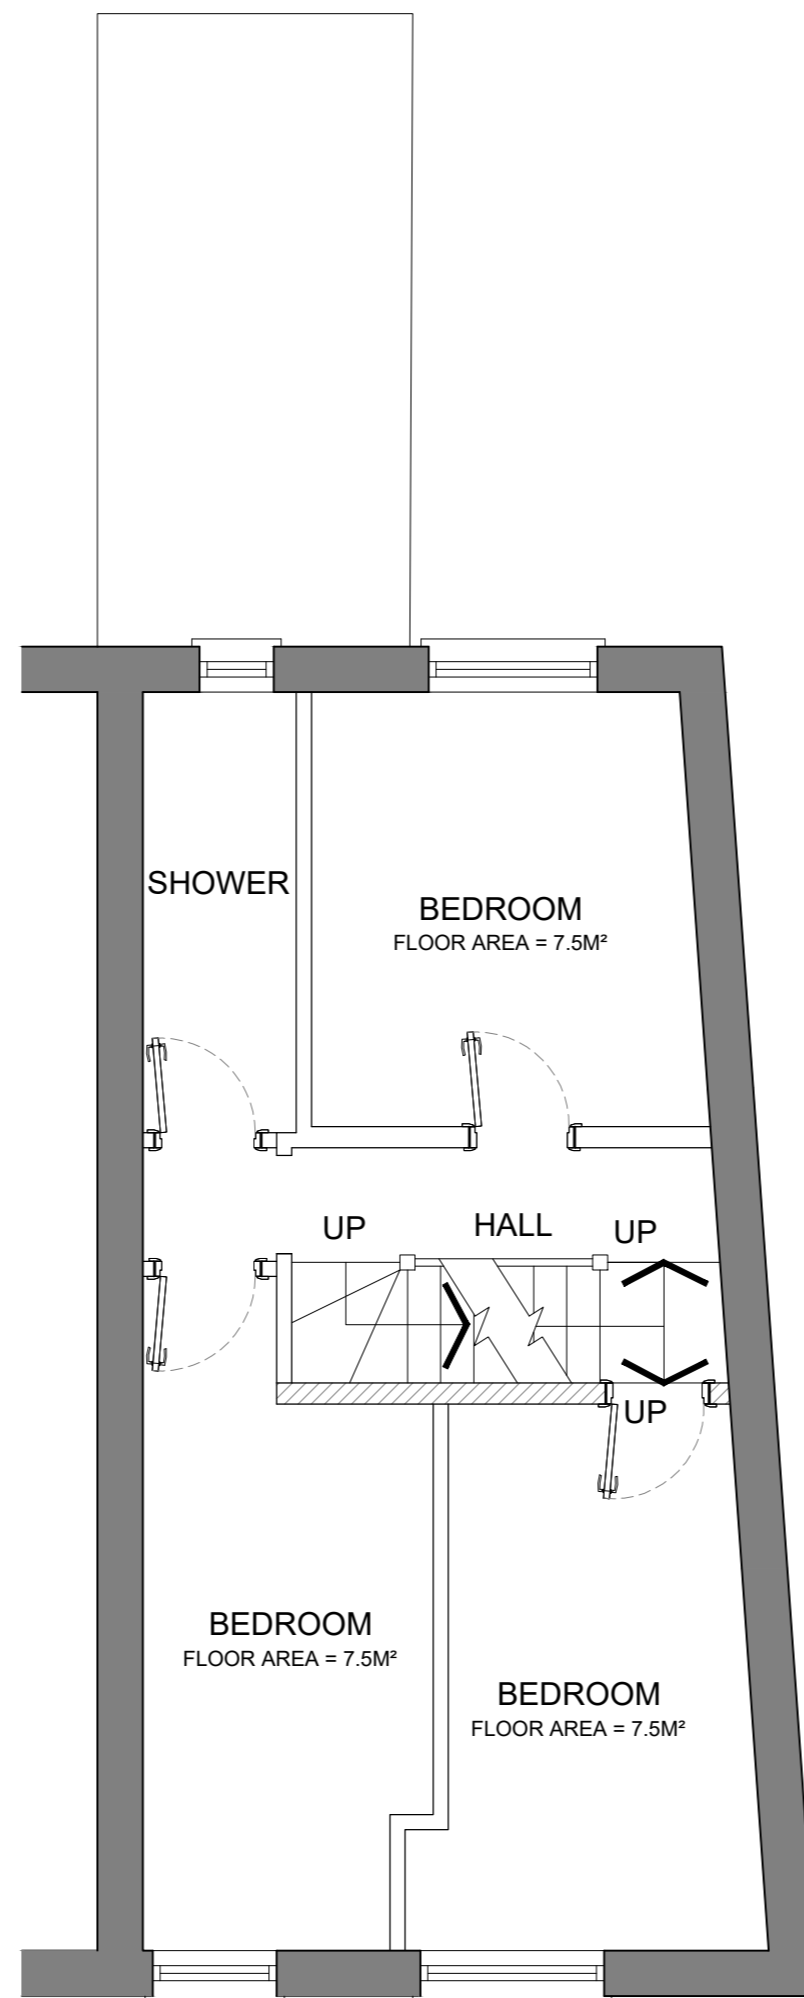 SHOWER
BEDROOM
FLOOR AREA = 7.5M²
UP
HALL
UP
UP
BEDROOM
FLOOR AREA = 7.5M²
BEDROOM
FLOOR AREA = 7.5M²